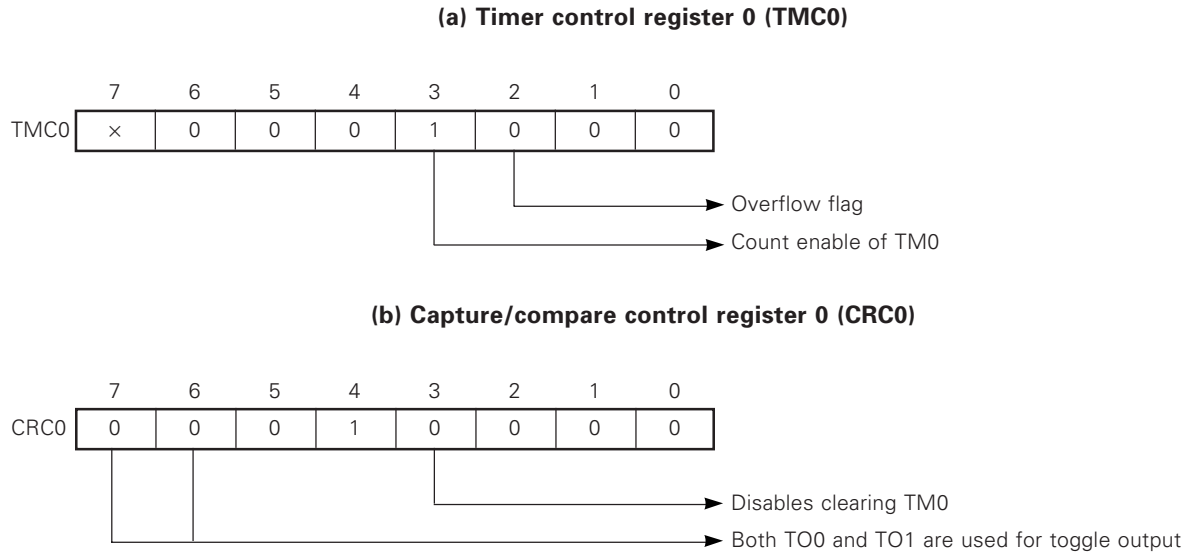 (a) Timer control register 0 (TMC0)
7 6 5 4 3 2 1 0
TMC0 × 0 0 0 1 0 0 0
Overflow flag
Count enable of TM0
(b) Capture/compare control register 0 (CRC0)
7 6 5 4 3 2 1 0
CRC0 0 0 0 1 0 0 0 0
Disables clearing TM0
Both TO0 and TO1 are used for toggle output